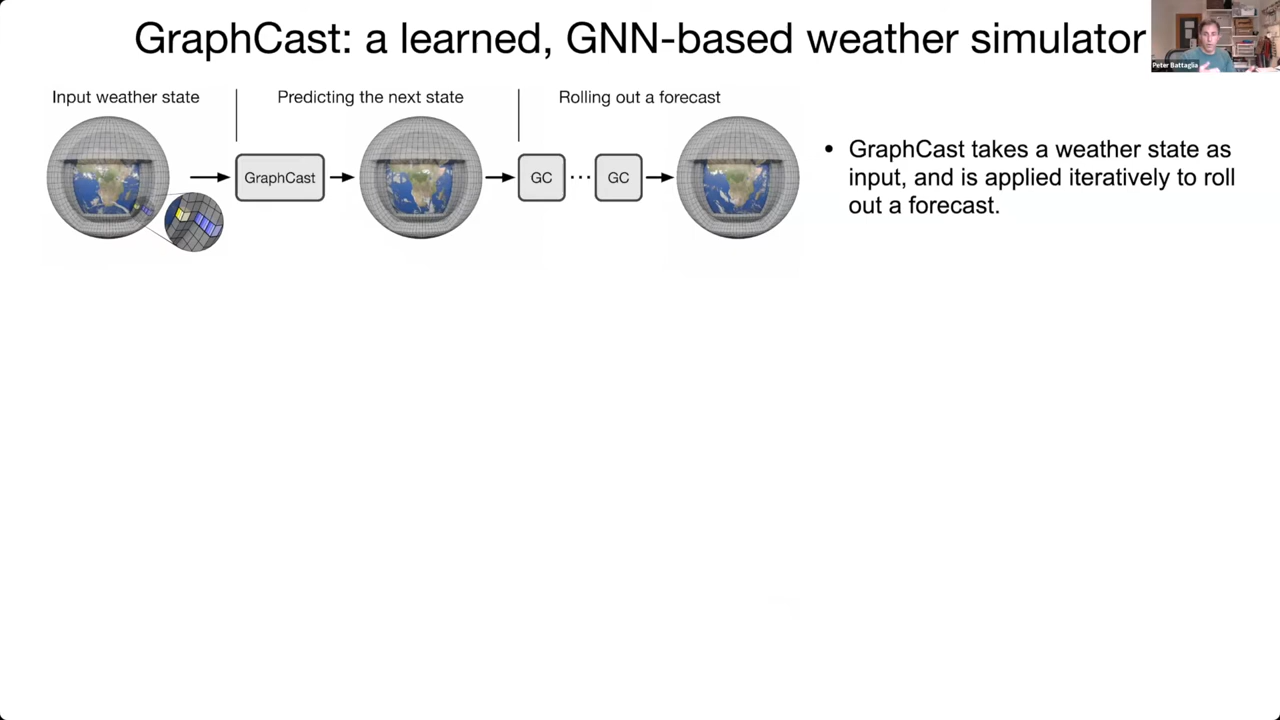 GraphCast: a learned, GNN-based weather simulator
Peter Battaglia
Input weather state
Predicting the next state
Rolling out a forecast
GraphCast
GC
...
GC
• GraphCast takes a weather state as
input, and is applied iteratively to roll
out a forecast.